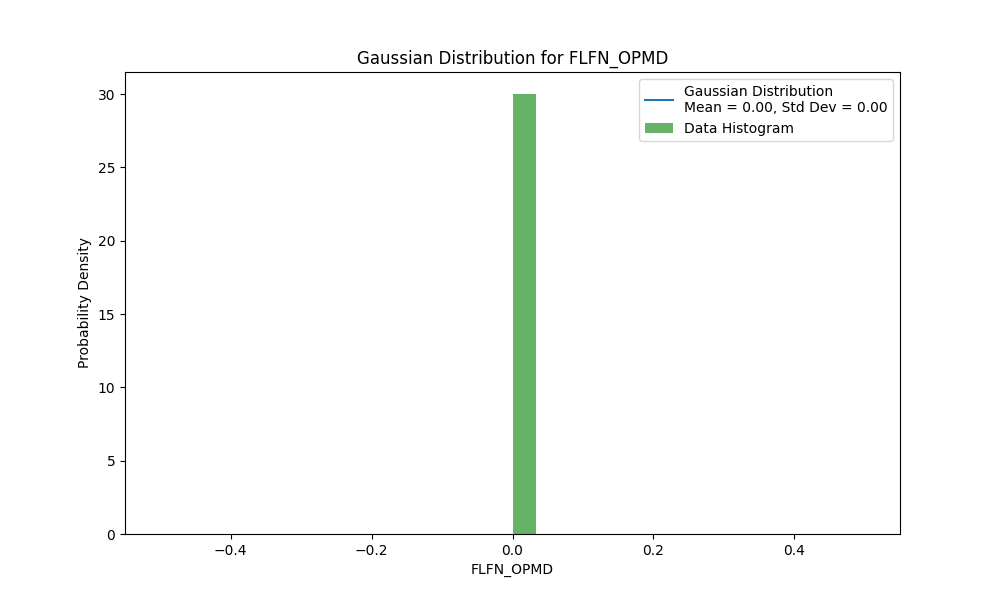 Gaussian Distribution for FLFN_OPMD
Gaussian Distribution
Mean = 0.00, Std Dev = 0.00
Data Histogram
Probability Density
30
25
20
15
10
5
0
−0.4
−0.2
0.0
0.2
0.4
FLFN_OPMD